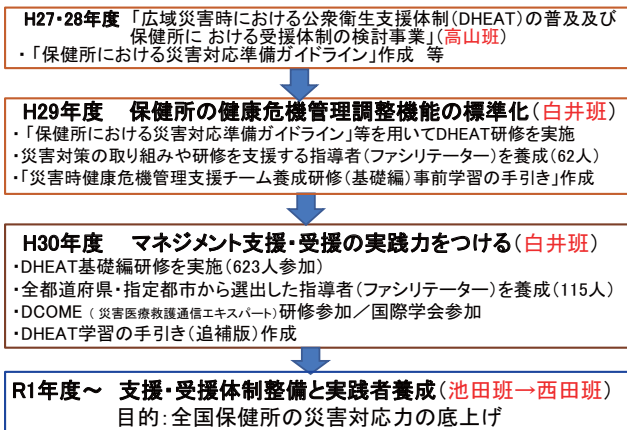 H27・28年度 「広域災害時における公衆衛生支援体制(DHEAT)の普及及び
保健所に おける受援体制の検討事業」(高山班)
・「保健所における災害対応準備ガイドライン」作成 等
H29年度 保健所の健康危機管理調整機能の標準化(白井班)
・「保健所における災害対応準備ガイドライン」等を用いてDHEAT研修を実施
・災害対策の取り組みや研修を支援する指導者(ファシリテーター)を養成(62人)
・「災害時健康危機管理支援チーム養成研修(基礎編)事前学習の手引き」作成
H30年度 マネジメント支援・受援の実践力をつける(白井班)
・DHEAT基礎編研修を実施(623人参加)
・全都道府県・指定都市から選出した指導者(ファシリテーター)を養成(115人)
・DCOME(災害医療救護通信エキスパート)研修参加/国際学会参加
・DHEAT学習の手引き(追補版)作成
R1年度～ 支援・受援体制整備と実践者養成(池田班→西田班)
目的:全国保健所の災害対応力の底上げ